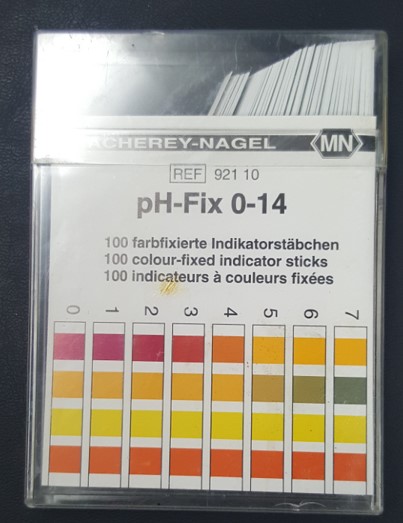 ACHEREY-NAGEL MN
REF 921 10
pH-Fix 0-14
100 farbfixierte Indikatorstäbchen
100 colour-fixed indicator sticks
100 indicateurs à couleurs fixées
0 1 2 3 4 5 6 7